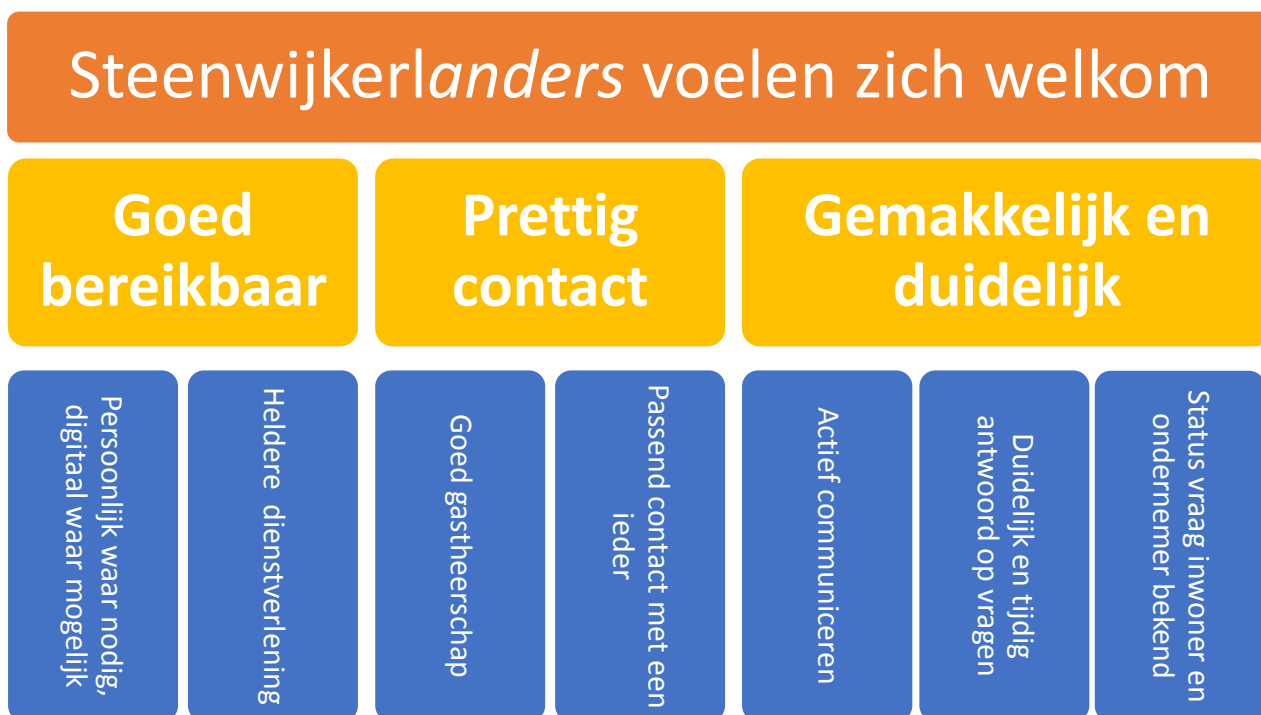 Steenwijkerlanders voelen zich welkom
Goed
bereikbaar
Prettig
contact
Gemakkelijk en
duidelijk
Persoonlijk waar nodig,
digitaal waar mogelijk
Heldere dienstverlening
Goed gastheerschap
Passend contact met een
ieder
Actief communiceren
Duidelijk en tijdig
antwoord op vragen
Status vraag inwoner en
ondernemer bekend